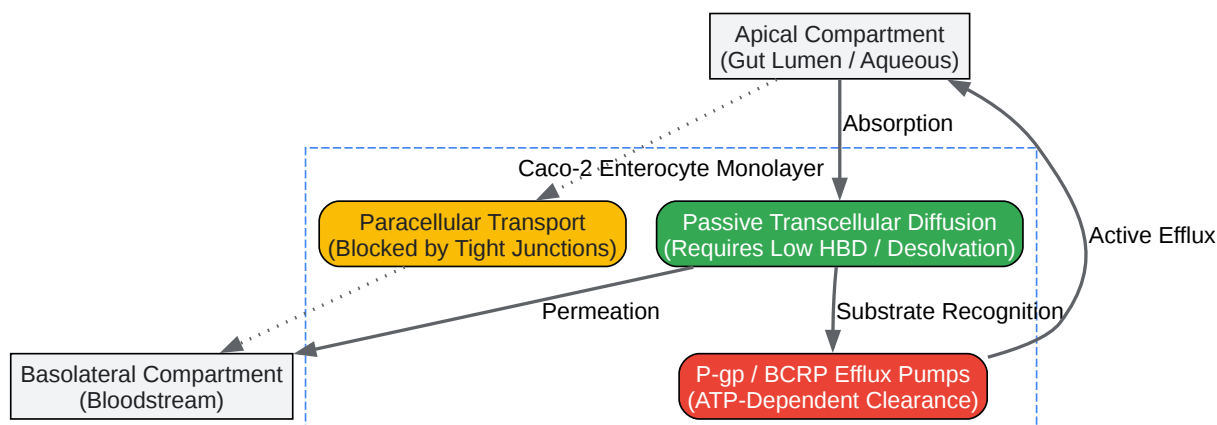 Apical Compartment
(Gut Lumen / Aqueous)
Absorption
Caco-2 Enterocyte Monolayer
Paracellular Transport
(Blocked by Tight Junctions)
Passive Transcellular Diffusion
(Requires Low HBD / Desolvation)
Active Efflux
Permeation
Substrate Recognition
Basolateral Compartment
(Bloodstream)
P-gp / BCRP Efflux Pumps
(ATP-Dependent Clearance)